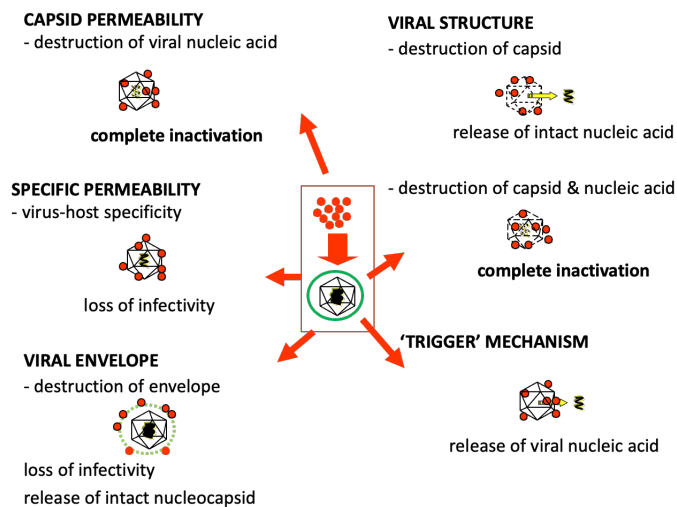 CAPSID PERMEABILITY
- destruction of viral nucleic acid
complete inactivation
SPECIFIC PERMEABILITY
- virus-host specificity
loss of infectivity
VIRAL ENVELOPE
- destruction of envelope
loss of infectivity
release of intact nucleocapsid
VIRAL STRUCTURE
- destruction of capsid
release of intact nucleic acid
- destruction of capsid & nucleic acid
complete inactivation
‘TRIGGER’ MECHANISM
release of viral nucleic acid